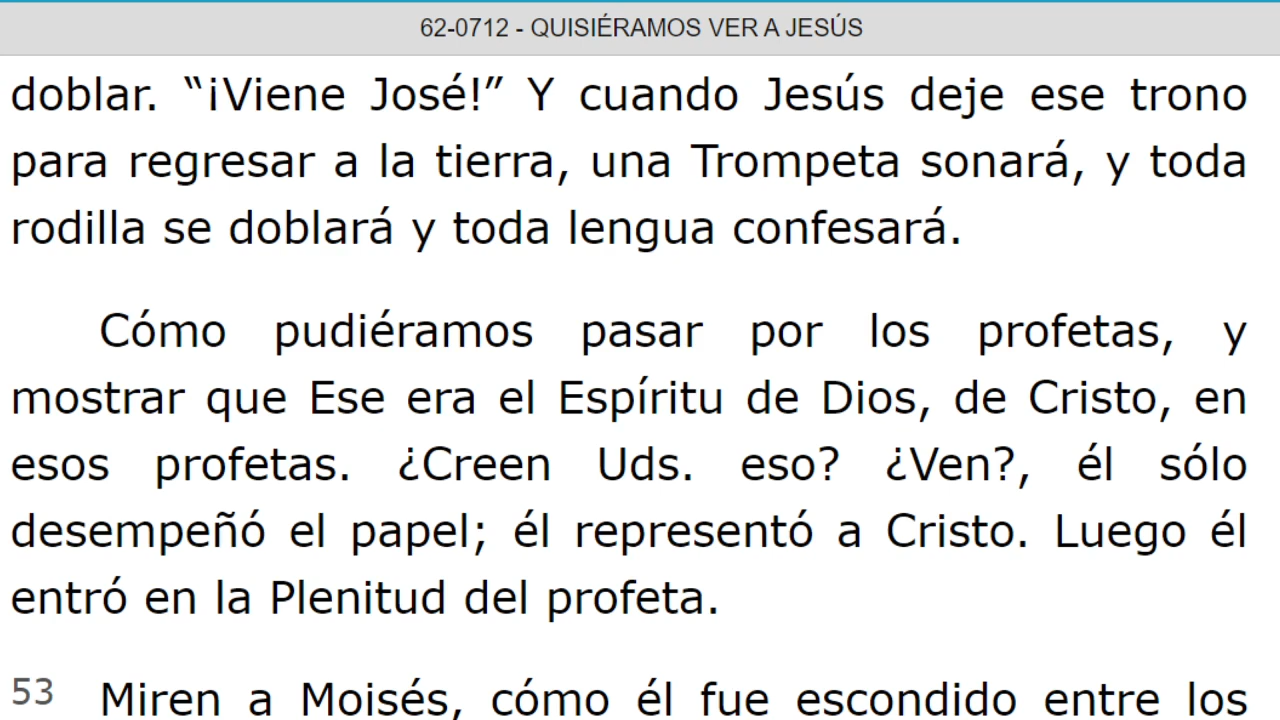 62-0712 - QUISIÉRAMOS VER A JESÚS
doblar. “¡Viene José!” Y cuando Jesús deje ese trono
para regresar a la tierra, una Trompeta sonará, y toda
rodilla se doblará y toda lengua confesará.
Cómo pudiéramos pasar por los profetas, y
mostrar que Ese era el Espíritu de Dios, de Cristo, en
esos profetas. ¿Creen Uds. eso? ¿Ven?, él sólo
desempeñó el papel; él representó a Cristo. Luego él
entró en la Plenitud del profeta.
53 Miren a Moisés, cómo él fue escondido entre los